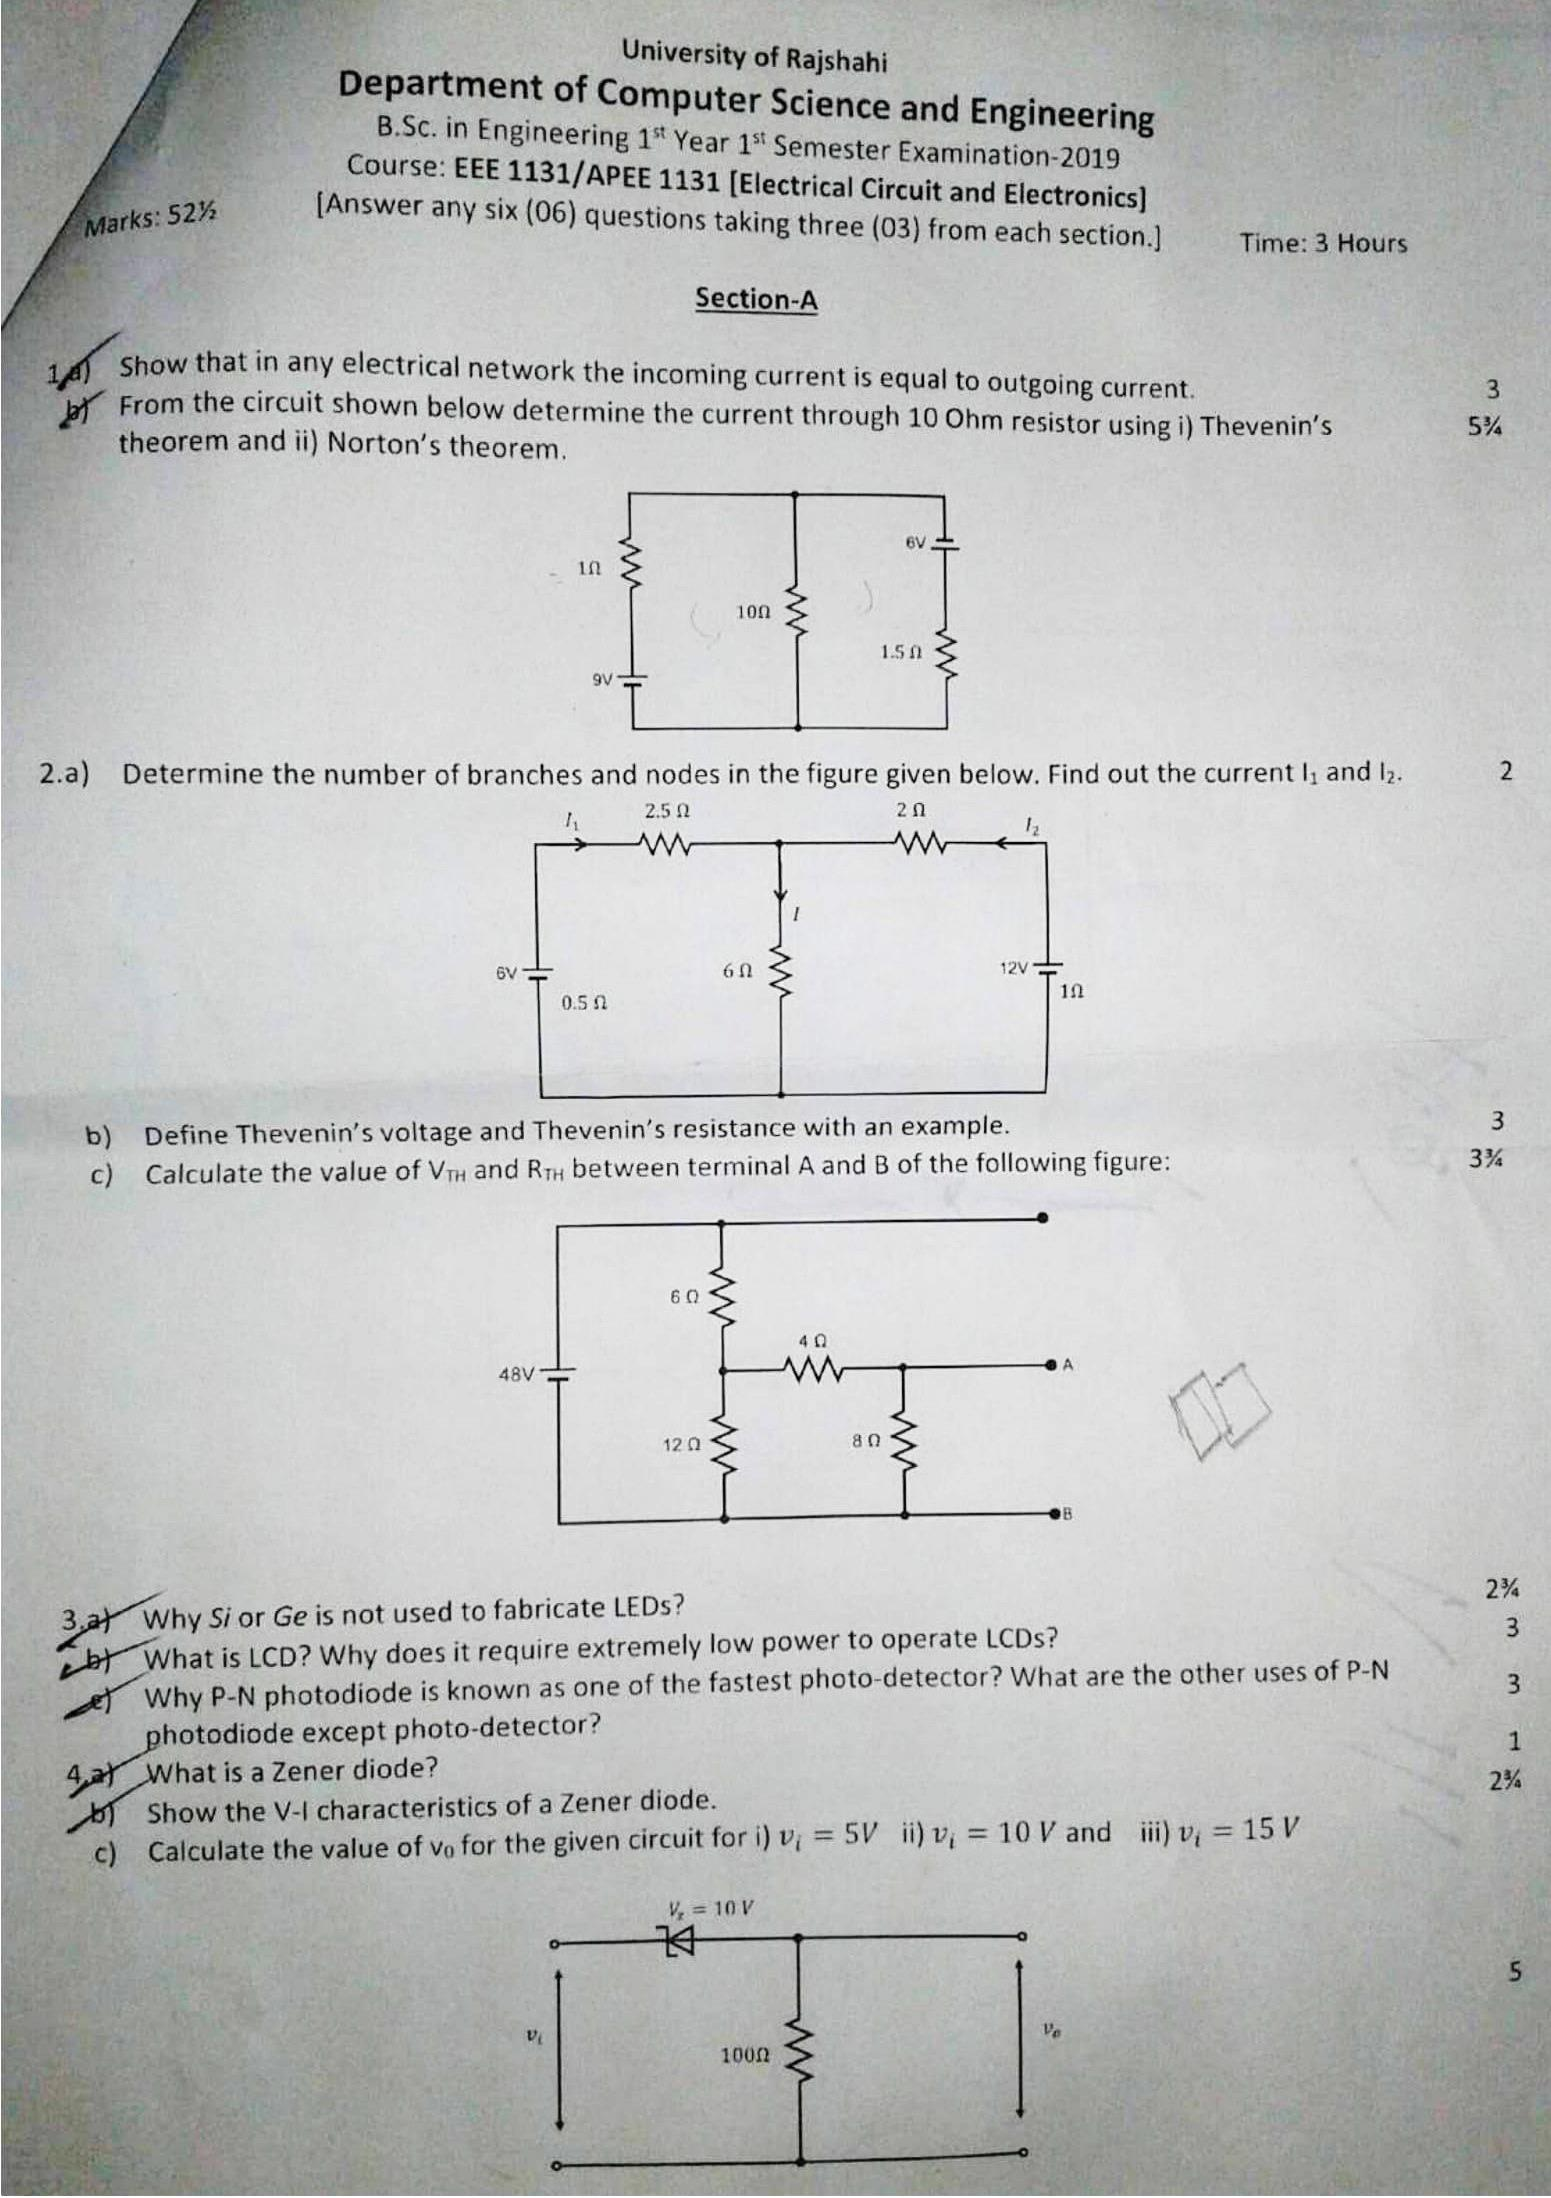 University of Rajshahi
Department of Computer Science and Engineering
B.Sc. in Engineering 1st Year 1st Semester Examination-2019
Course: EEE 1131/APEE 1131 [Electrical Circuit and Electronics]
[Answer any six (06) questions taking three (03) from each section.]
Marks: 52½
Time: 3 Hours
Section-A
1.a) Show that in any electrical network the incoming current is equal to outgoing current. 3
b) From the circuit shown below determine the current through 10 Ohm resistor using i) Thevenin's 5¾
theorem and ii) Norton's theorem.
6V
1Ω
10Ω
1.5 Ω
9V
2.a) Determine the number of branches and nodes in the figure given below. Find out the current I₁ and I₂. 2
I₁ 2.5 Ω 2 Ω I₂
I
6V 6 Ω 12V
0.5 Ω 1Ω
b) Define Thevenin's voltage and Thevenin's resistance with an example. 3
c) Calculate the value of VTH and RTH between terminal A and B of the following figure: 3¾
6 Ω
4 Ω
48V A
12 Ω 8 Ω
B
3.a) Why Si or Ge is not used to fabricate LEDs? 2¾
b) What is LCD? Why does it require extremely low power to operate LCDs? 3
c) Why P-N photodiode is known as one of the fastest photo-detector? What are the other uses of P-N 3
photodiode except photo-detector?
4.a) What is a Zener diode? 1
b) Show the V-I characteristics of a Zener diode. 2¾
c) Calculate the value of v₀ for the given circuit for i) vᵢ = 5V ii) vᵢ = 10 V and iii) vᵢ = 15 V
Vz = 10 V
5
vᵢ
100Ω
vₒ